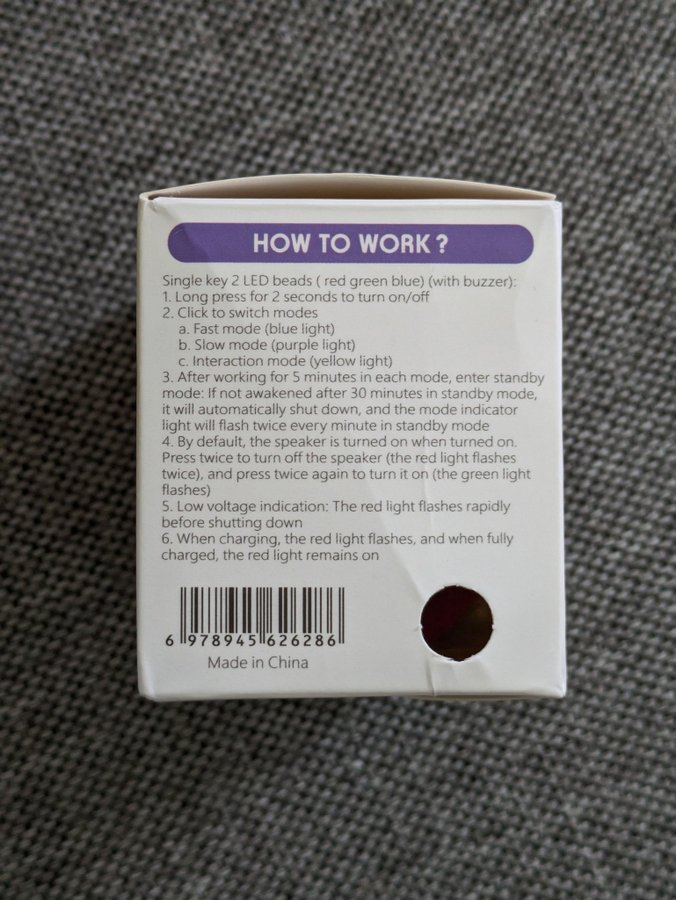 HOW TO WORK ?
Single key 2 LED beads ( red green blue) (with buzzer):
1. Long press for 2 seconds to turn on/off
2. Click to switch modes
a. Fast mode (blue light)
b. Slow mode (purple light)
c. Interaction mode (yellow light)
3. After working for 5 minutes in each mode, enter standby
mode: If not awakened after 30 minutes in standby mode,
it will automatically shut down, and the mode indicator
light will flash twice every minute in standby mode
4. By default, the speaker is turned on when turned on.
Press twice to turn off the speaker (the red light flashes
twice), and press twice again to turn it on (the green light
flashes)
5. Low voltage indication: The red light flashes rapidly
before shutting down
6. When charging, the red light flashes, and when fully
charged, the red light remains on
6 978945 626286
Made in China